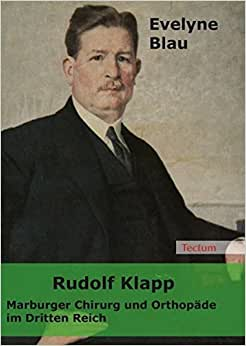 Evelyne
Blau
Tectum
Rudolf Klapp
Marburger Chirurg und Orthopäde
im Dritten Reich